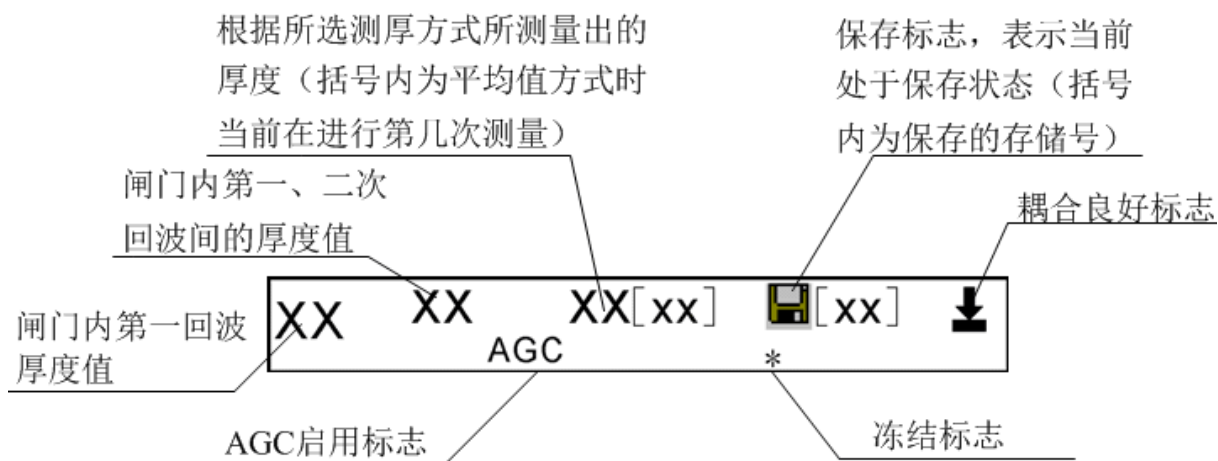 根据所选测厚方式所测量出的
厚度（括号内为平均值方式时
当前在进行第几次测量）
保存标志，表示当前
处于保存状态（括号
内为保存的存储号）
闸门内第一、二次
回波间的厚度值
耦合良好标志
闸门内第一回波
厚度值
XX XX XX[xx] [xx]
AGC *
AGC启用标志
冻结标志